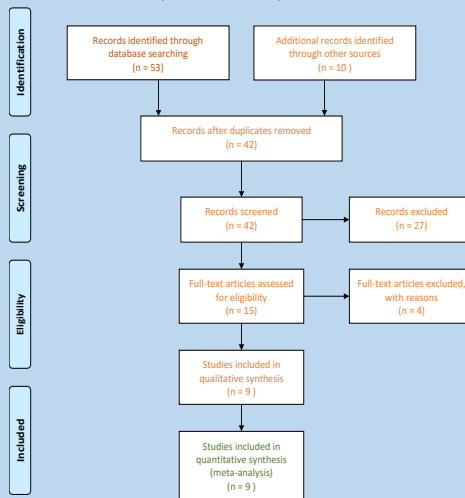 Identification
Records identified through
database searching
(n = 53)
Additional records identified
through other sources
(n = 10 )
Records after duplicates removed
(n = 42)
Screening
Records screened
(n = 42)
Records excluded
(n = 27)
Eligibility
Full-text articles assessed
for eligibility
(n = 15)
Full-text articles excluded,
with reasons
(n = 4)
Studies included in
qualitative synthesis
(n = 9 )
Included
Studies included in
quantitative synthesis
(meta-analysis)
(n = 9 )